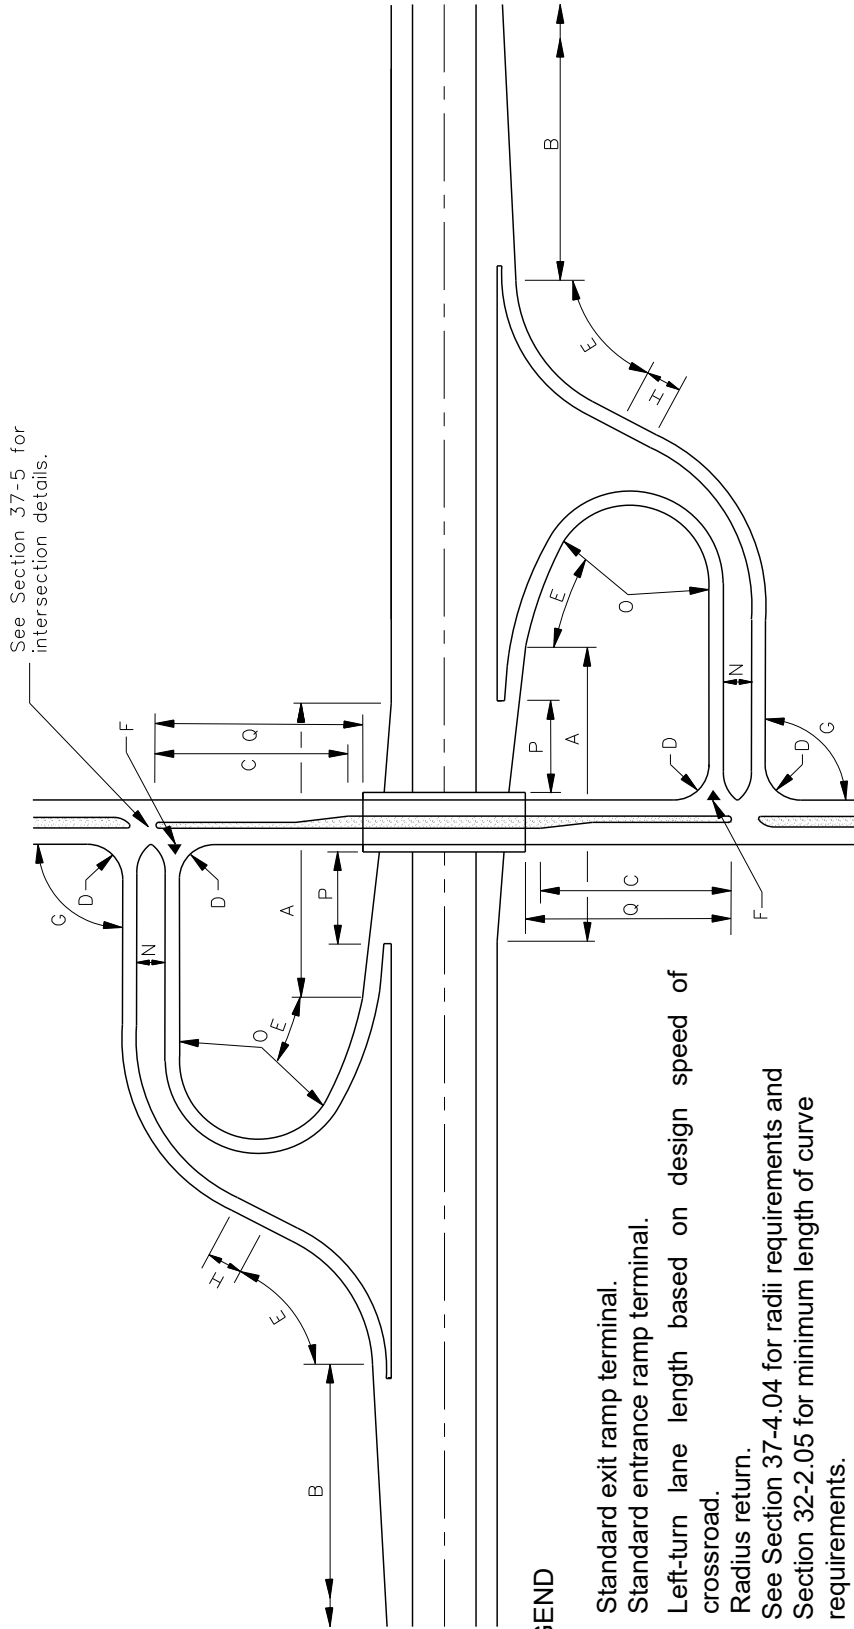 See Section 37-5 for
intersection details.
F
D
G
D
N
C
Q
A
P
E
O
H
E
B
B
E
H
E
O
P
A
N
D
D
G
F
C
Q
GEND
Standard exit ramp terminal.
Standard entrance ramp terminal.
Left-turn lane length based on design speed of
crossroad.
Radius return.
See Section 37-4.04 for radii requirements and
Section 32-2.05 for minimum length of curve
requirements.